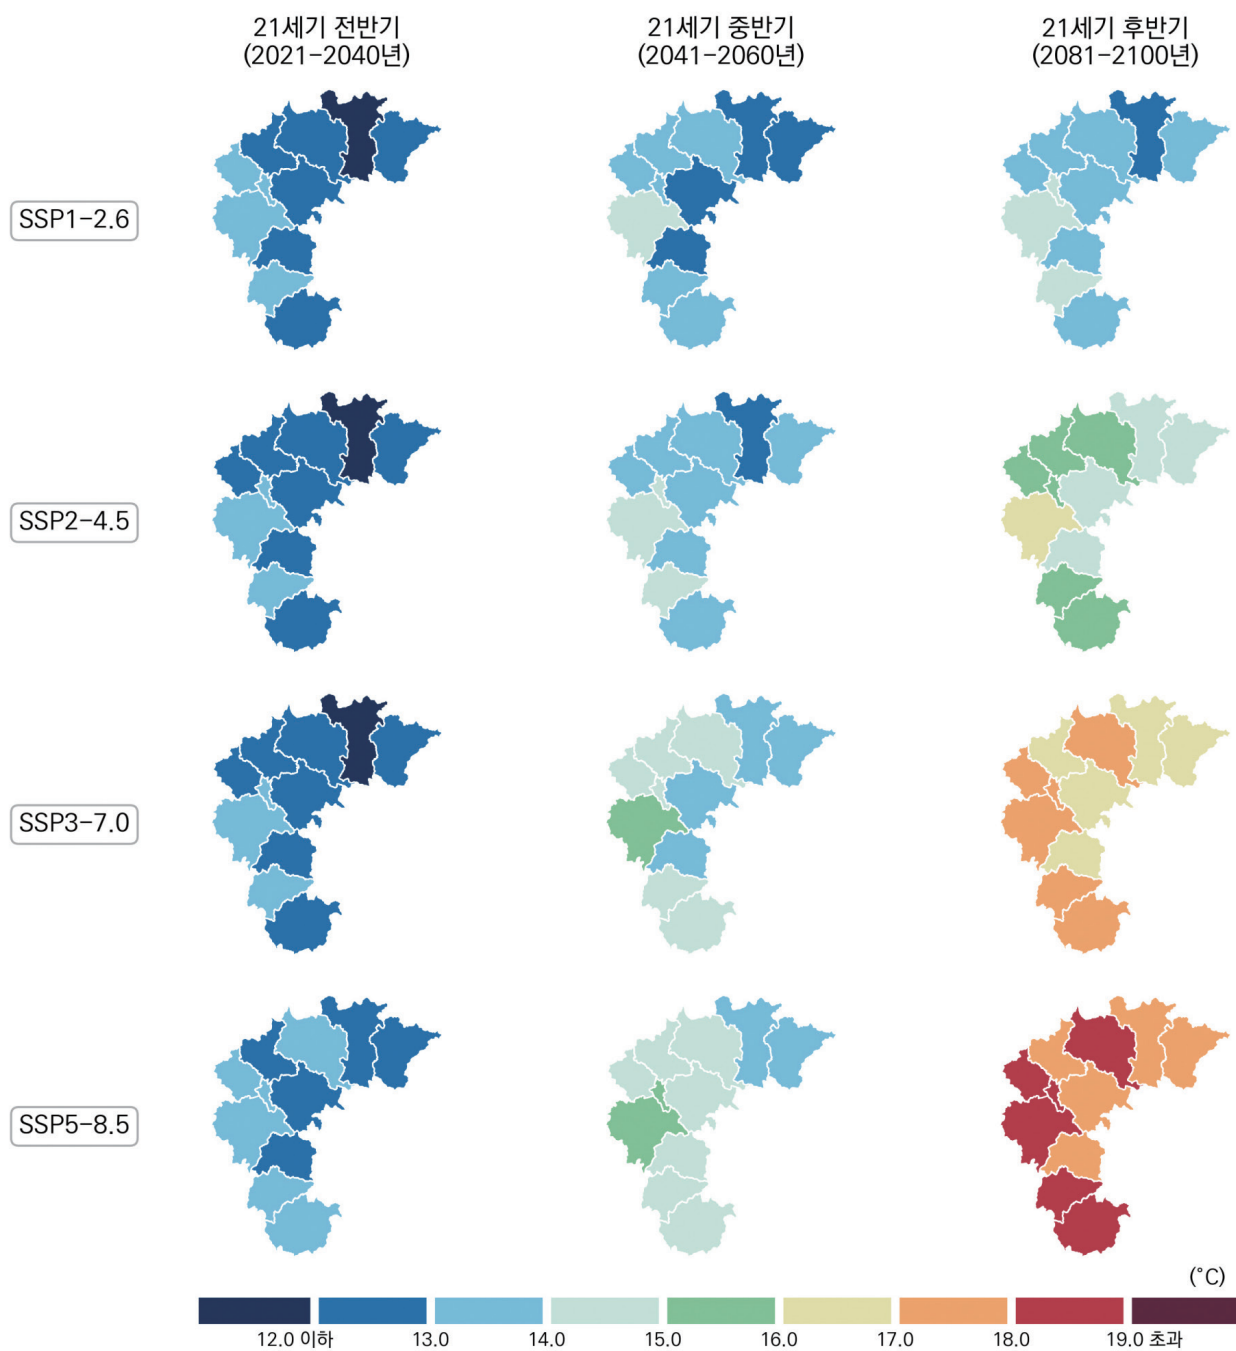 21세기 전반기
(2021-2040년)
21세기 중반기
(2041-2060년)
21세기 후반기
(2081-2100년)
SSP1-2.6
SSP2-4.5
SSP3-7.0
SSP5-8.5
(°C)
12.0 이하 13.0 14.0 15.0 16.0 17.0 18.0 19.0 초과